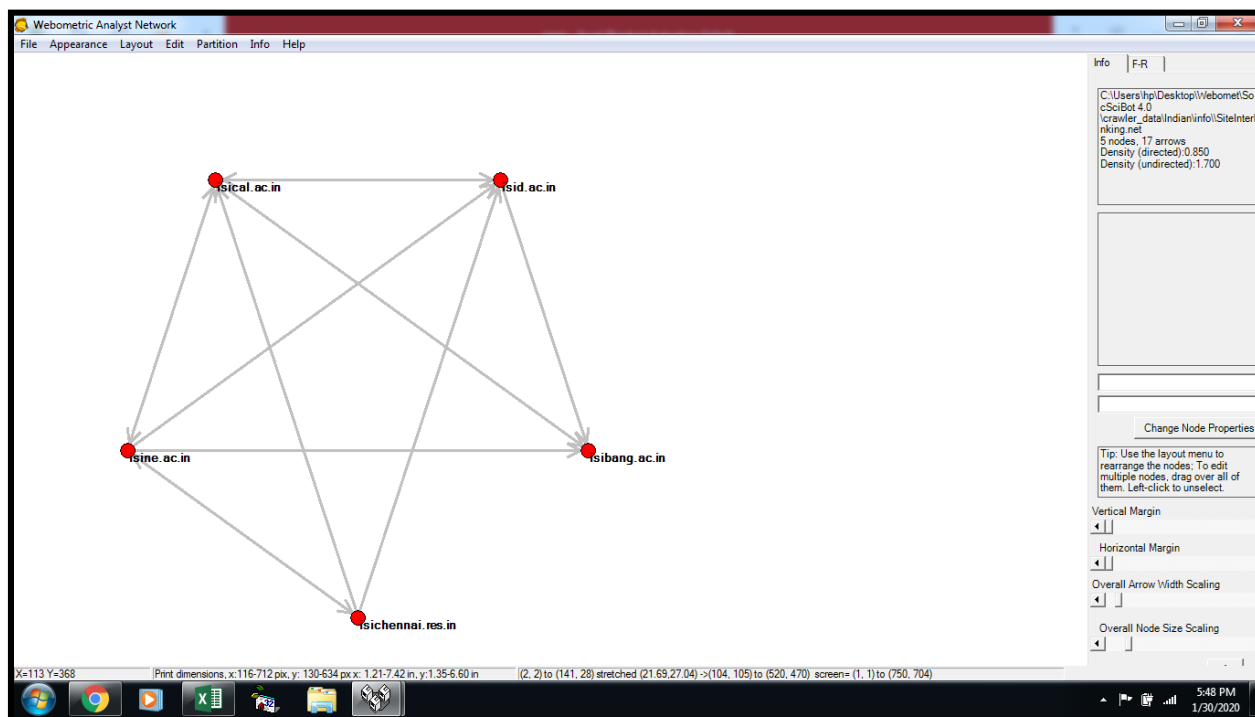 Webometric Analyst Network
File Appearance Layout Edit Partition Info Help
Info F-R
C:\Users\hp\Desktop\Webomet\So
cSciBot 4.0
\crawler_data\Indian\info\\SiteInterl
nking.net
5 nodes, 17 arrows
Density (directed):0.850
Density (undirected):1.700
isical.ac.in
isid.ac.in
isine.ac.in
isibang.ac.in
isichennai.res.in
Change Node Properties
Tip: Use the layout menu to
rearrange the nodes; To edit
multiple nodes, drag over all of
them. Left-click to unselect.
Vertical Margin
Horizontal Margin
Overall Arrow Width Scaling
Overall Node Size Scaling
X=113 Y=368 Print dimensions, x:116-712 pix, y: 130-634 px x: 1.21-7.42 in, y:1.35-6.60 in (2, 2) to (141, 28) stretched (21.69,27.04) ->(104, 105) to (520, 470) screen= (1, 1) to (750, 704)
5:48 PM
1/30/2020